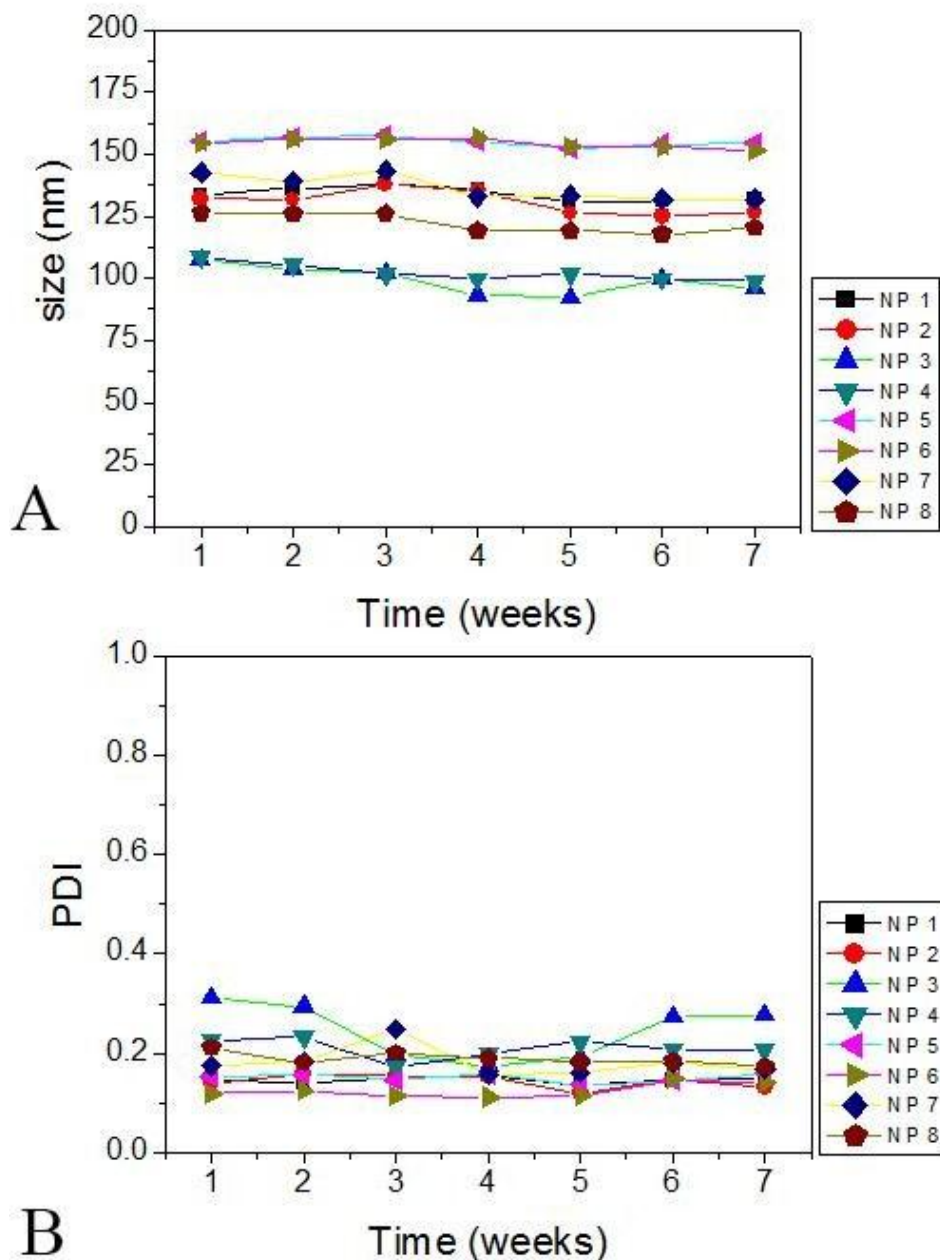 200
175
150
125
100
75
50
25
0
size (nm)
1 2 3 4 5 6 7
Time (weeks)
NP 1
NP 2
NP 3
NP 4
NP 5
NP 6
NP 7
NP 8
A
1.0
0.8
0.6
0.4
0.2
0.0
PDI
1 2 3 4 5 6 7
Time (weeks)
NP 1
NP 2
NP 3
NP 4
NP 5
NP 6
NP 7
NP 8
B